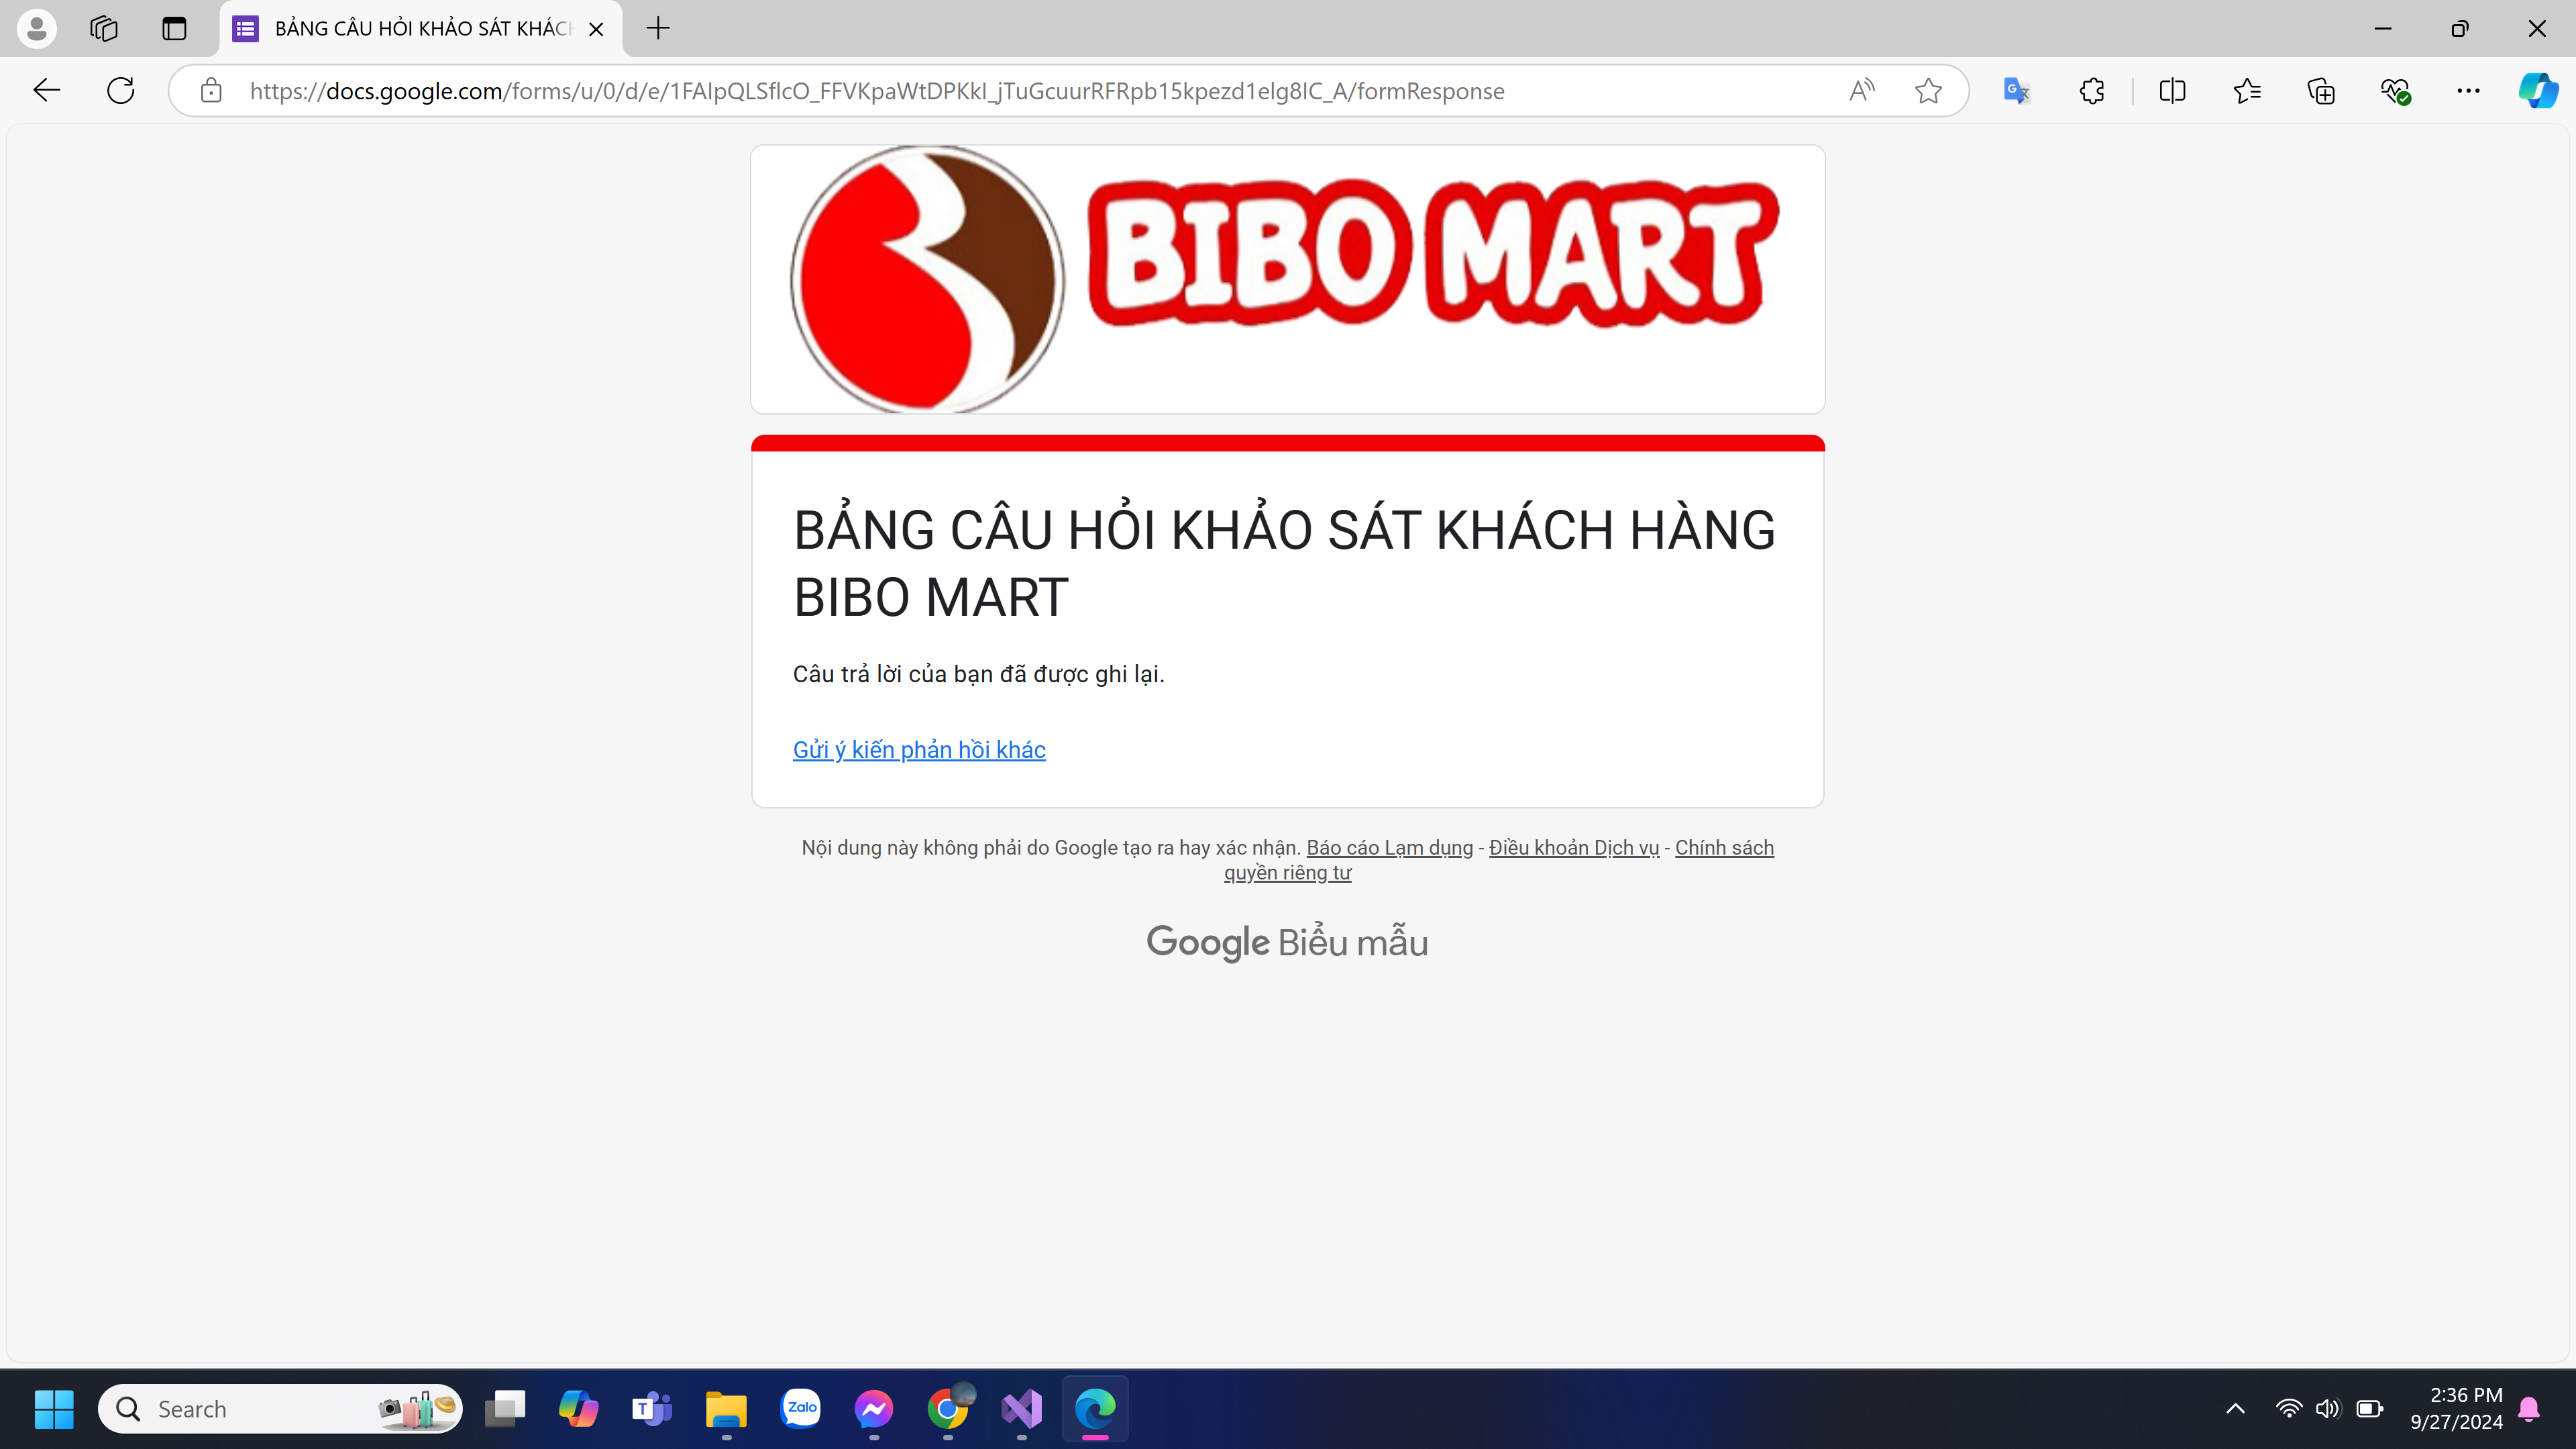 BẢNG CÂU HỎI KHẢO SÁT KHÁCH
https://docs.google.com/forms/u/0/d/e/1FAIpQLSflcO_FFVKpaWtDPKkI_jTuGcuurRFRpb15kpezd1elg8IC_A/formResponse
BIBO MART
BẢNG CÂU HỎI KHẢO SÁT KHÁCH HÀNG
BIBO MART
Câu trả lời của bạn đã được ghi lại.
Gửi ý kiến phản hồi khác
Nội dung này không phải do Google tạo ra hay xác nhận. Báo cáo Lạm dụng - Điều khoản Dịch vụ - Chính sách
quyền riêng tư
Google Biểu mẫu
Search
Zalo
2:36 PM
9/27/2024